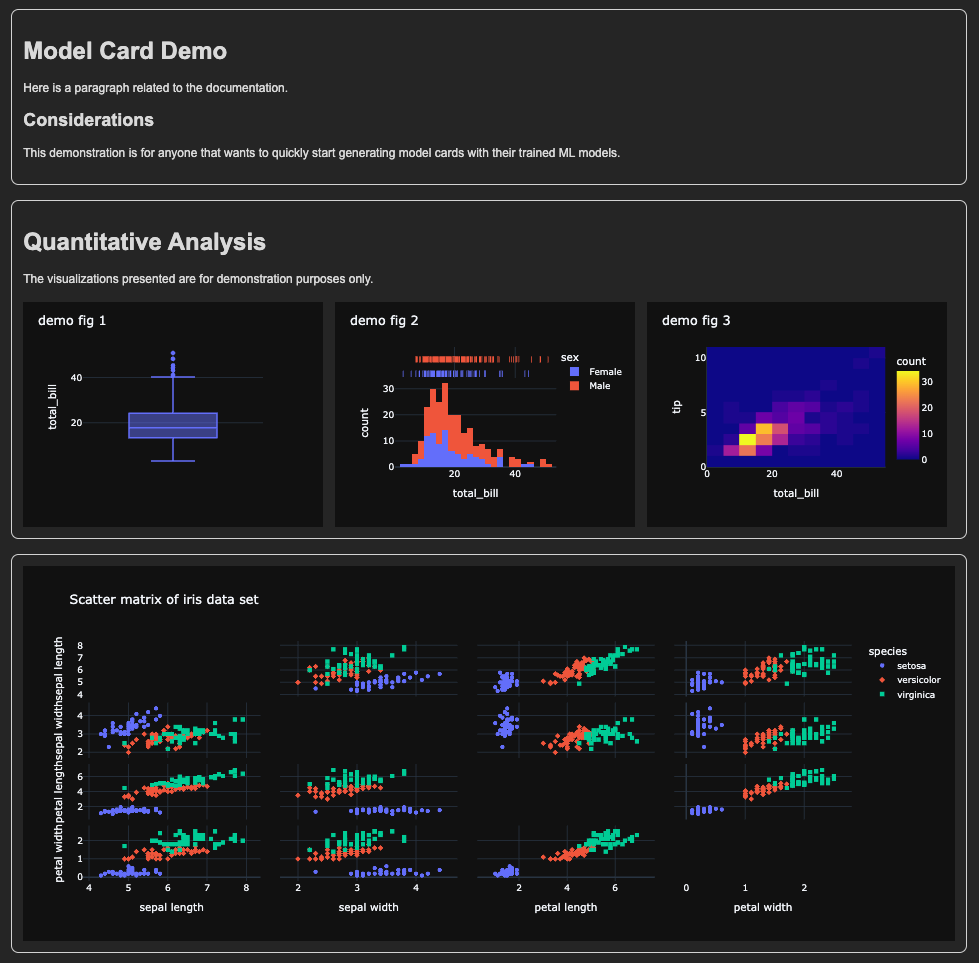 Model Card Demo
Here is a paragraph related to the documentation.
Considerations
This demonstration is for anyone that wants to quickly start generating model cards with their trained ML models.
Quantitative Analysis
The visualizations presented are for demonstration purposes only.
demo fig 1
total_bill
40
20
demo fig 2
count
30
20
10
0
20 40
total_bill
sex
Female
Male
demo fig 3
tip
10
5
0
0 20 40
total_bill
count
30
20
10
0
Scatter matrix of iris data set
sepal length
8
7
6
5
4
sepal width
4
3
2
petal length
6
4
2
petal width
2
1
0
4 5 6 7 8
sepal length
2 3 4
sepal width
2 4 6
petal length
0 1 2
petal width
species
setosa
versicolor
virginica